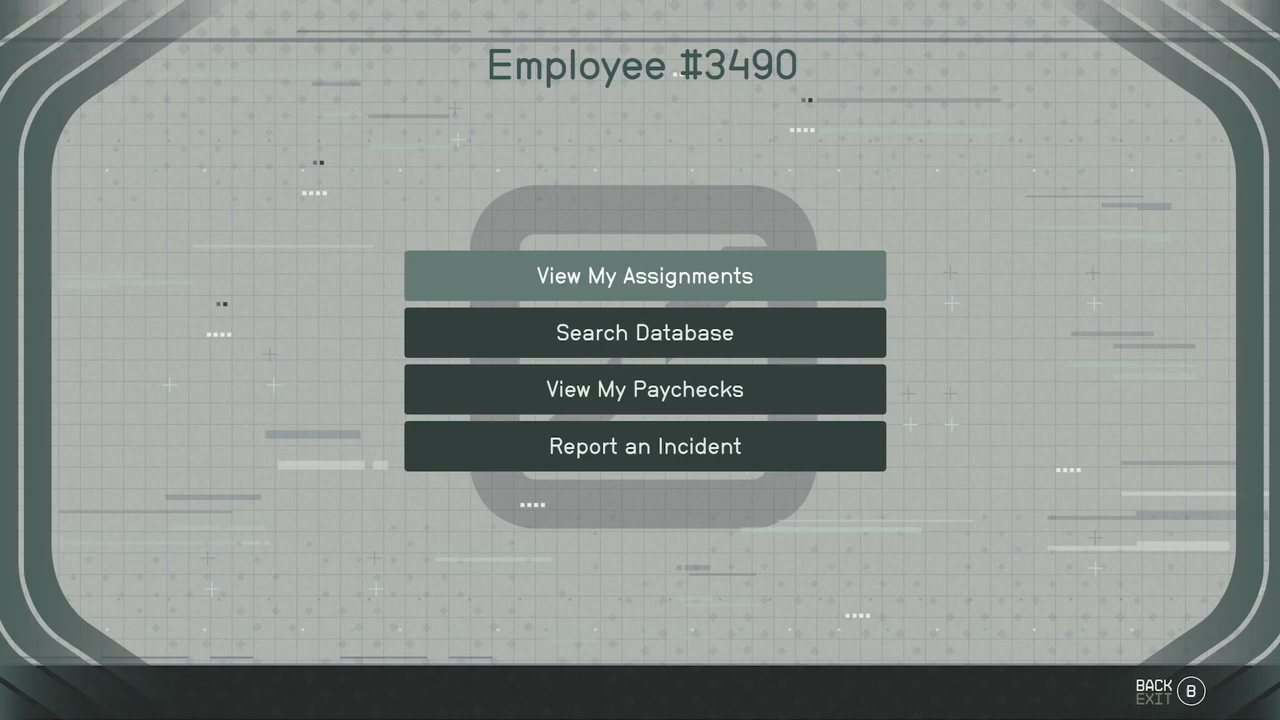 Employee #3490
View My Assignments
Search Database
View My Paychecks
Report an Incident
BACK
EXIT
B